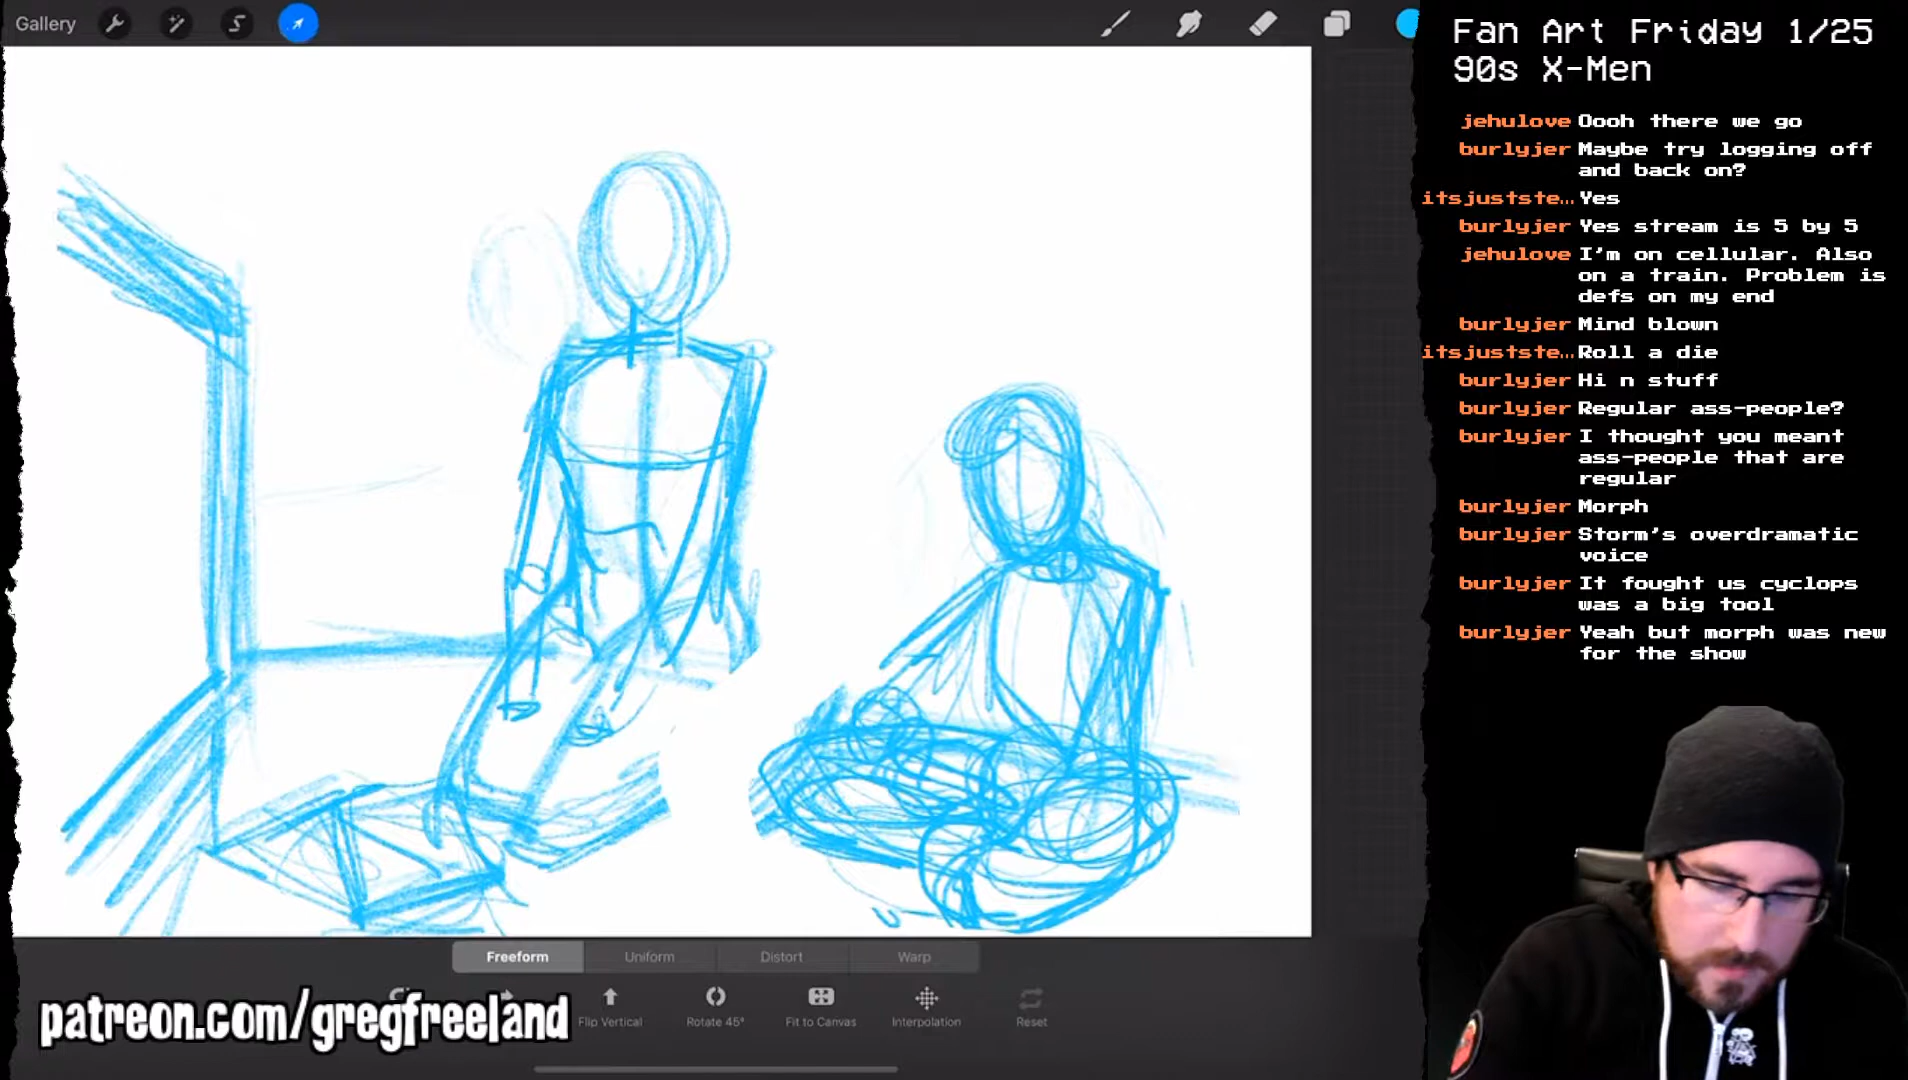 Gallery
Fan Art Friday 1/25
90s X-Men
jehulove Oooh there we go
burlyjer Maybe try logging off
and back on?
itsjustste… Yes
burlyjer Yes stream is 5 by 5
jehulove I'm on cellular. Also
on a train. Problem is
defs on my end
burlyjer Mind blown
itsjustste… Roll a die
burlyjer Hi n stuff
burlyjer Regular ass-people?
burlyjer I thought you meant
ass-people that are
regular
burlyjer Morph
burlyjer Storm's overdramatic
voice
burlyjer It fought us cyclops
was a big tool
burlyjer Yeah but morph was new
for the show
Freeform Uniform Distort Warp
patreon.com/gregfreeland
Flip Vertical Rotate 45° Fit to Canvas Interpolation Reset